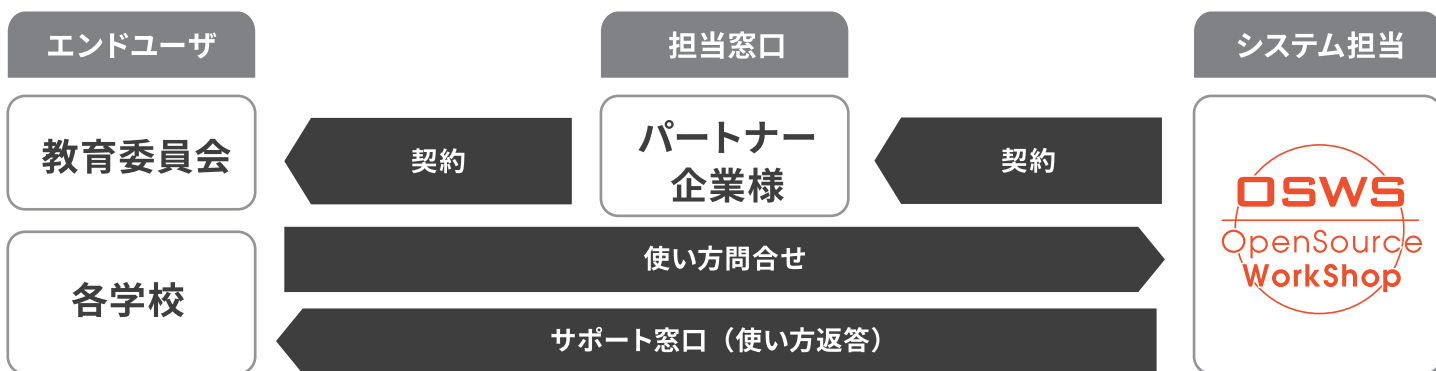 エンドユーザ
担当窓口
システム担当
教育委員会
契約
パートナー
企業様
契約
OSWS
OpenSource
WorkShop
各学校
使い方問合せ
サポート窓口（使い方返答）